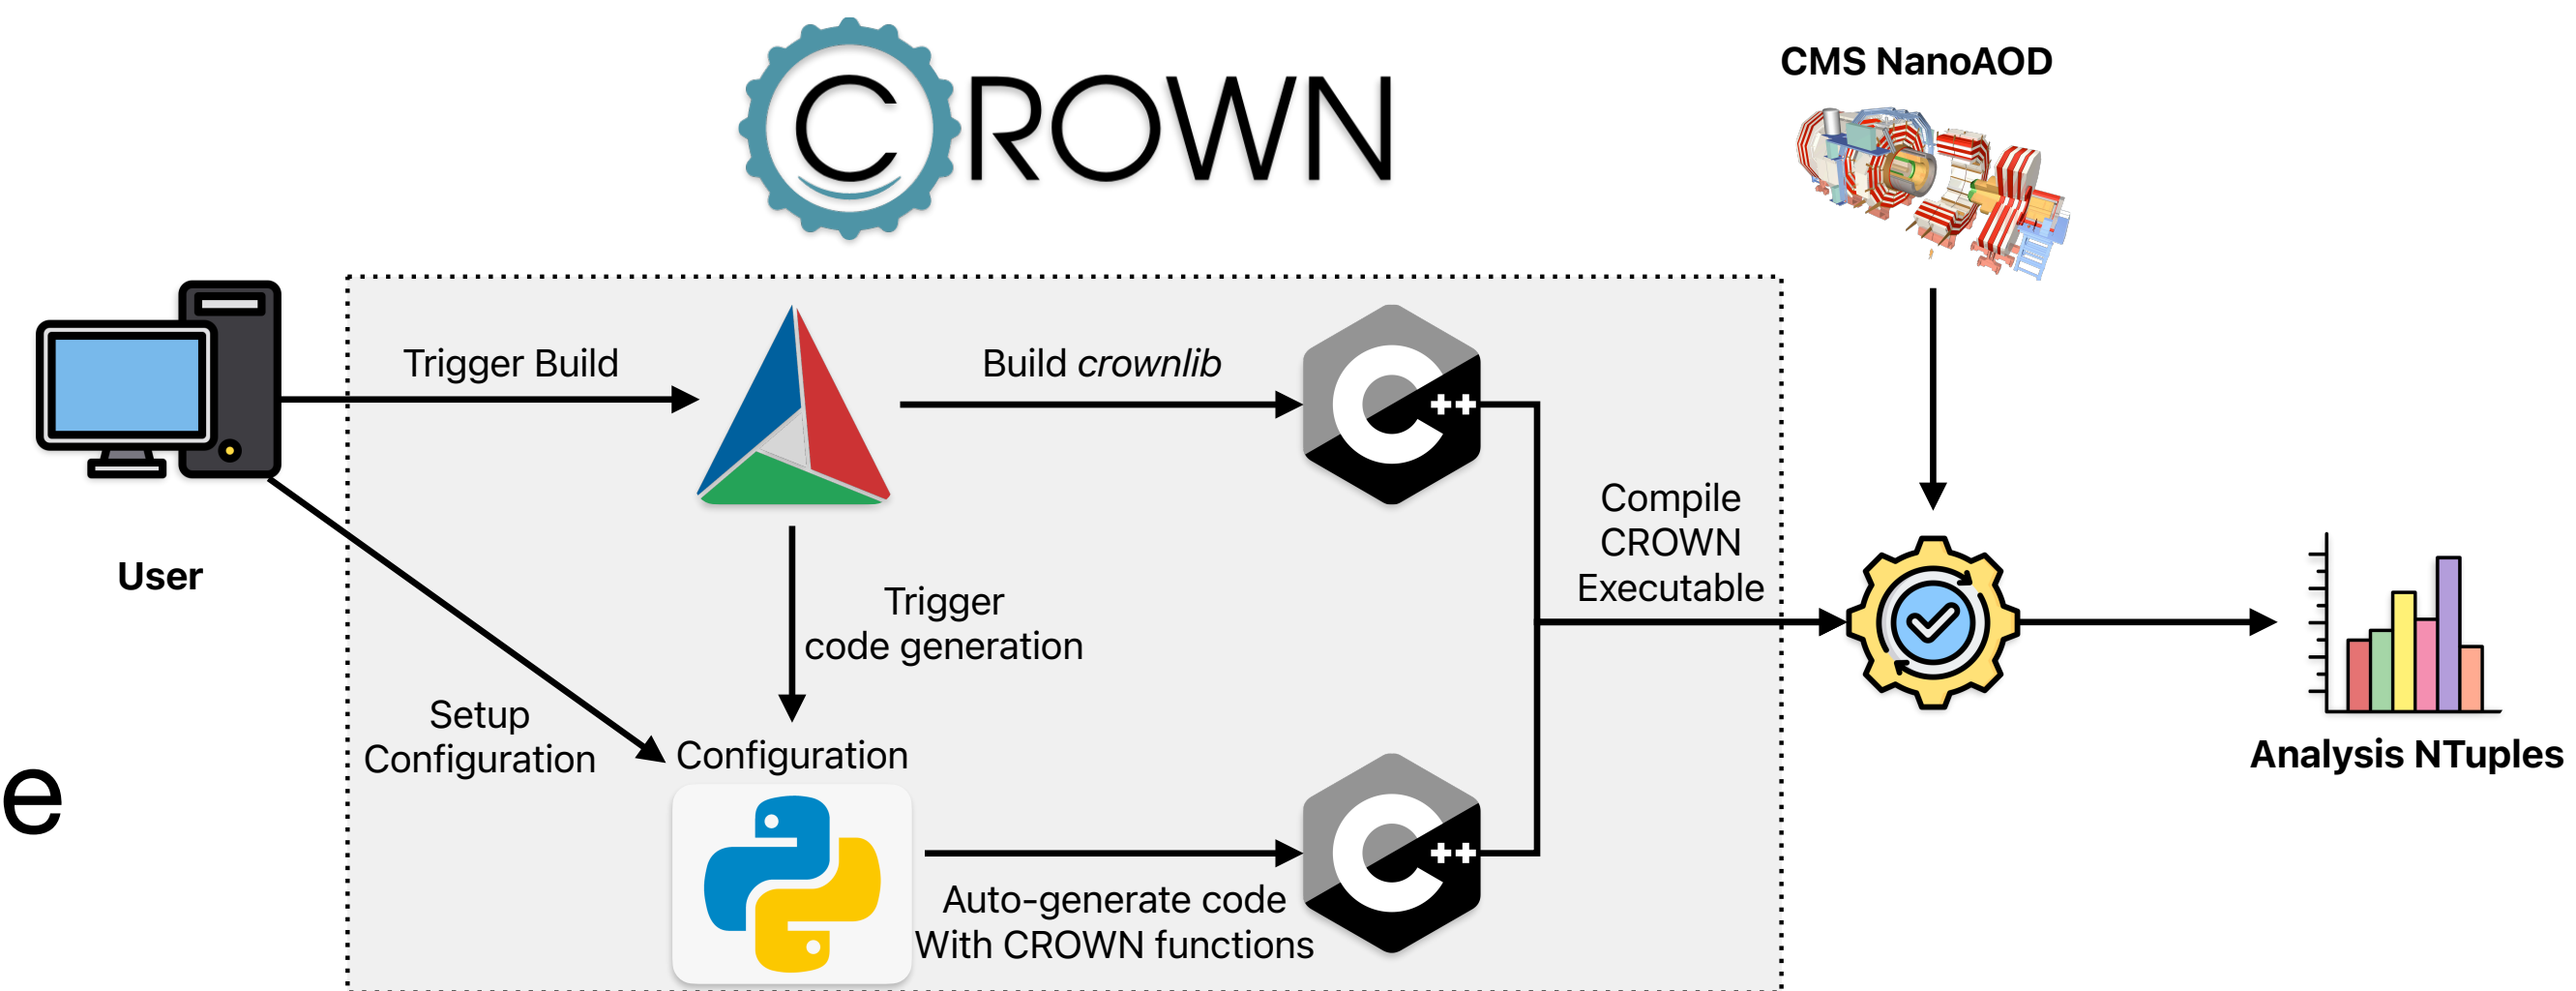 CROWN
CMS NanoAOD
Trigger Build
Build crownlib
C++
Compile
CROWN
Executable
User
Trigger
code generation
Setup
Configuration
Configuration
Analysis NTuples
e
C++
Auto-generate code
With CROWN functions